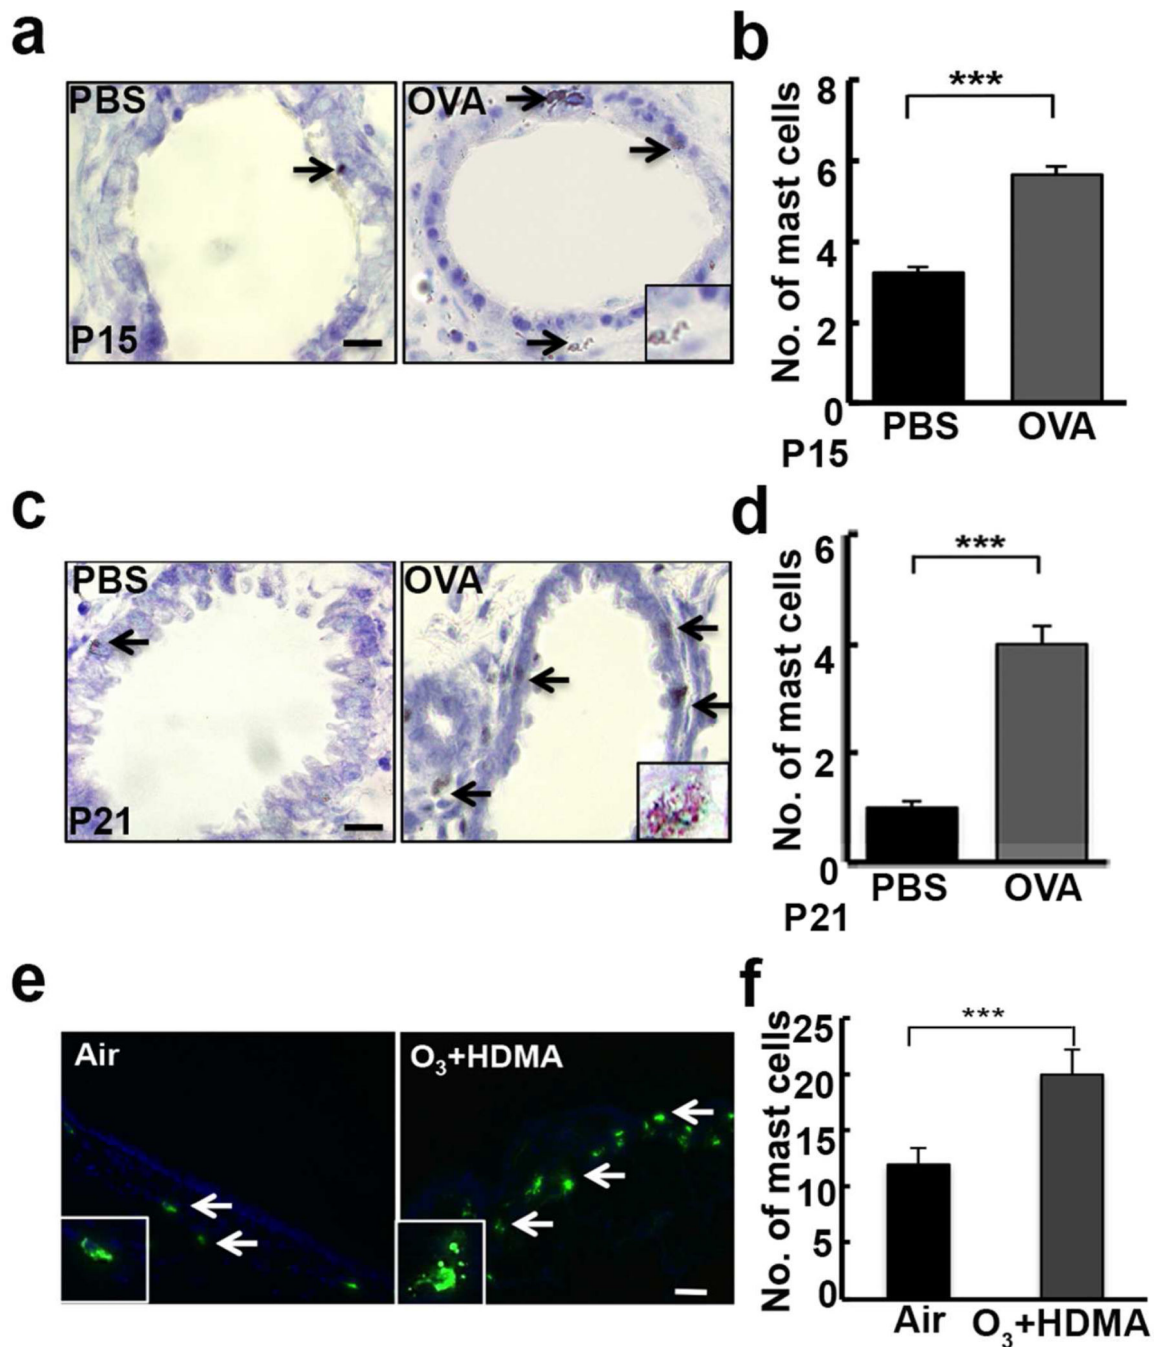 a
PBS
OVA
P15
b
No. of mast cells
***
8
6
4
2
0
PBS OVA
P15
c
PBS
OVA
P21
d
No. of mast cells
***
6
4
2
0
PBS OVA
P21
e
Air
O₃+HDMA
f
No. of mast cells
***
25
20
15
10
5
0
Air O₃+HDMA